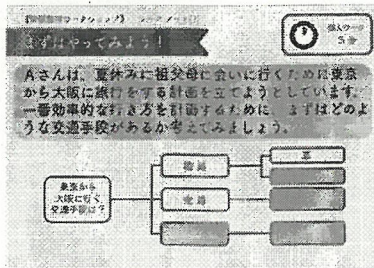 まずはやってみよう！
個人ワーク
5分
Aさんは、夏休みに祖父母に会いに行くために東京
から大阪に旅行をする計画を立てようとしています。
一番効率的な行き方を計画するために、まずはどのよ
うな交通手段があるか考えてみましょう。
東京から
大阪に行く
交通手段は？
陸路
車
空路